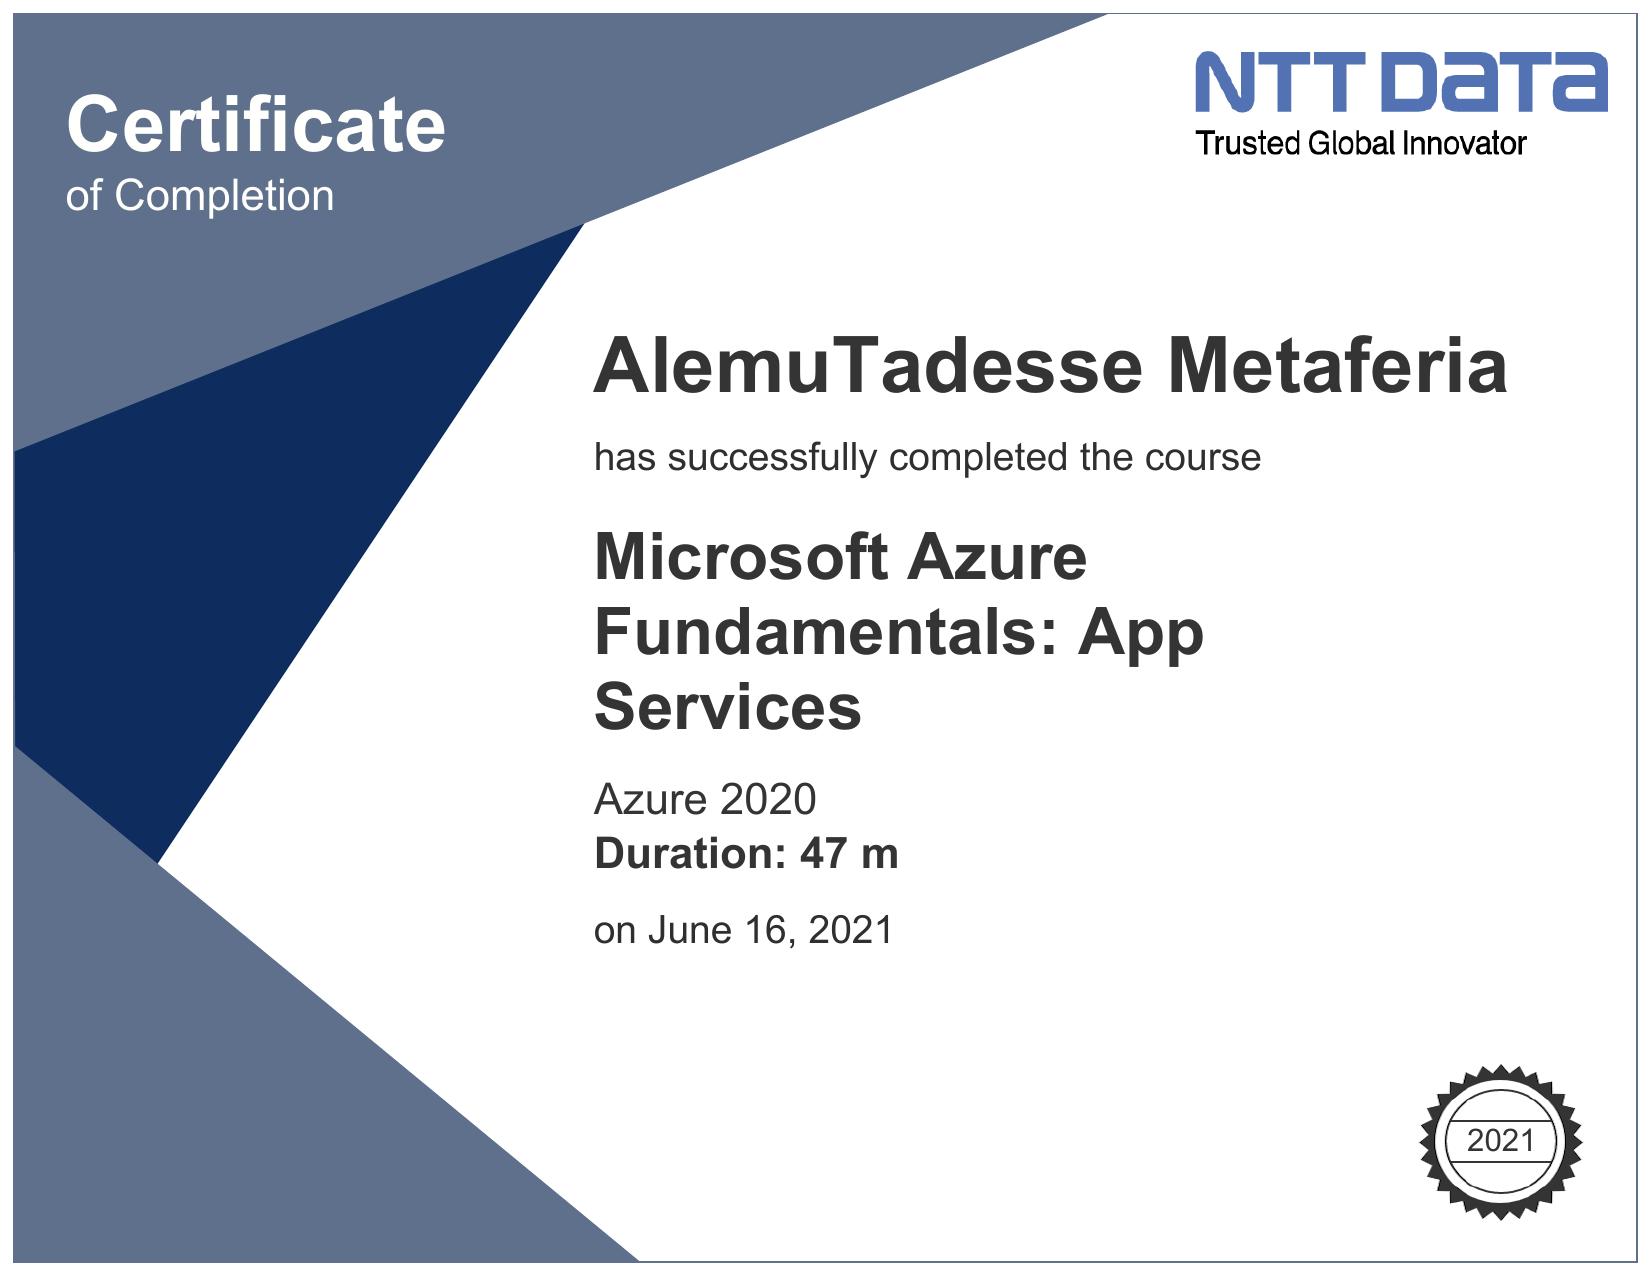 Certificate
of Completion
NTT DATA
Trusted Global Innovator
AlemuTadesse Metaferia
has successfully completed the course
Microsoft Azure
Fundamentals: App
Services
Azure 2020
Duration: 47 m
on June 16, 2021
2021